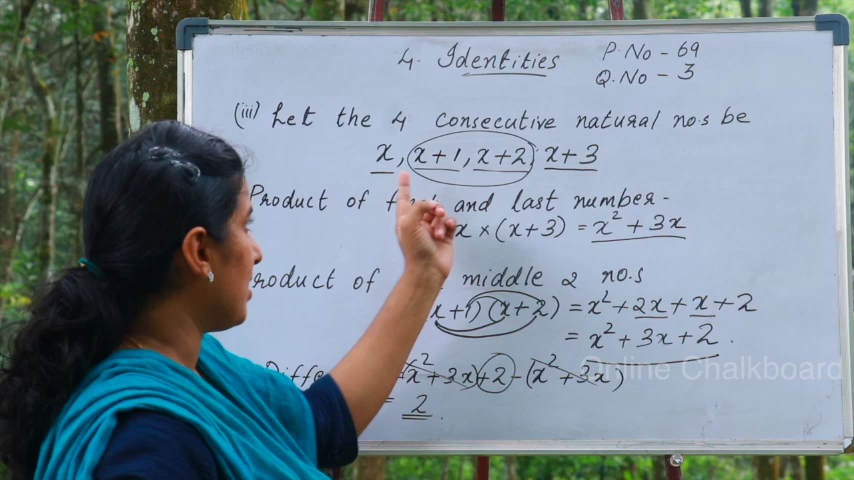 4. Identities P. No - 69
Q. No - 3
(iii) Let the 4 consecutive natural no.s be
x, x+1, x+2, x+3
Product of and last number -
x × (x+3) = x² + 3x
roduct of middle 2 no.s
x+1) (x+2) = x² + 2x + x + 2
= x² + 3x + 2.
Online Chalkboard
x² + 3x) + 2 - (x² + 3x)
= 2.